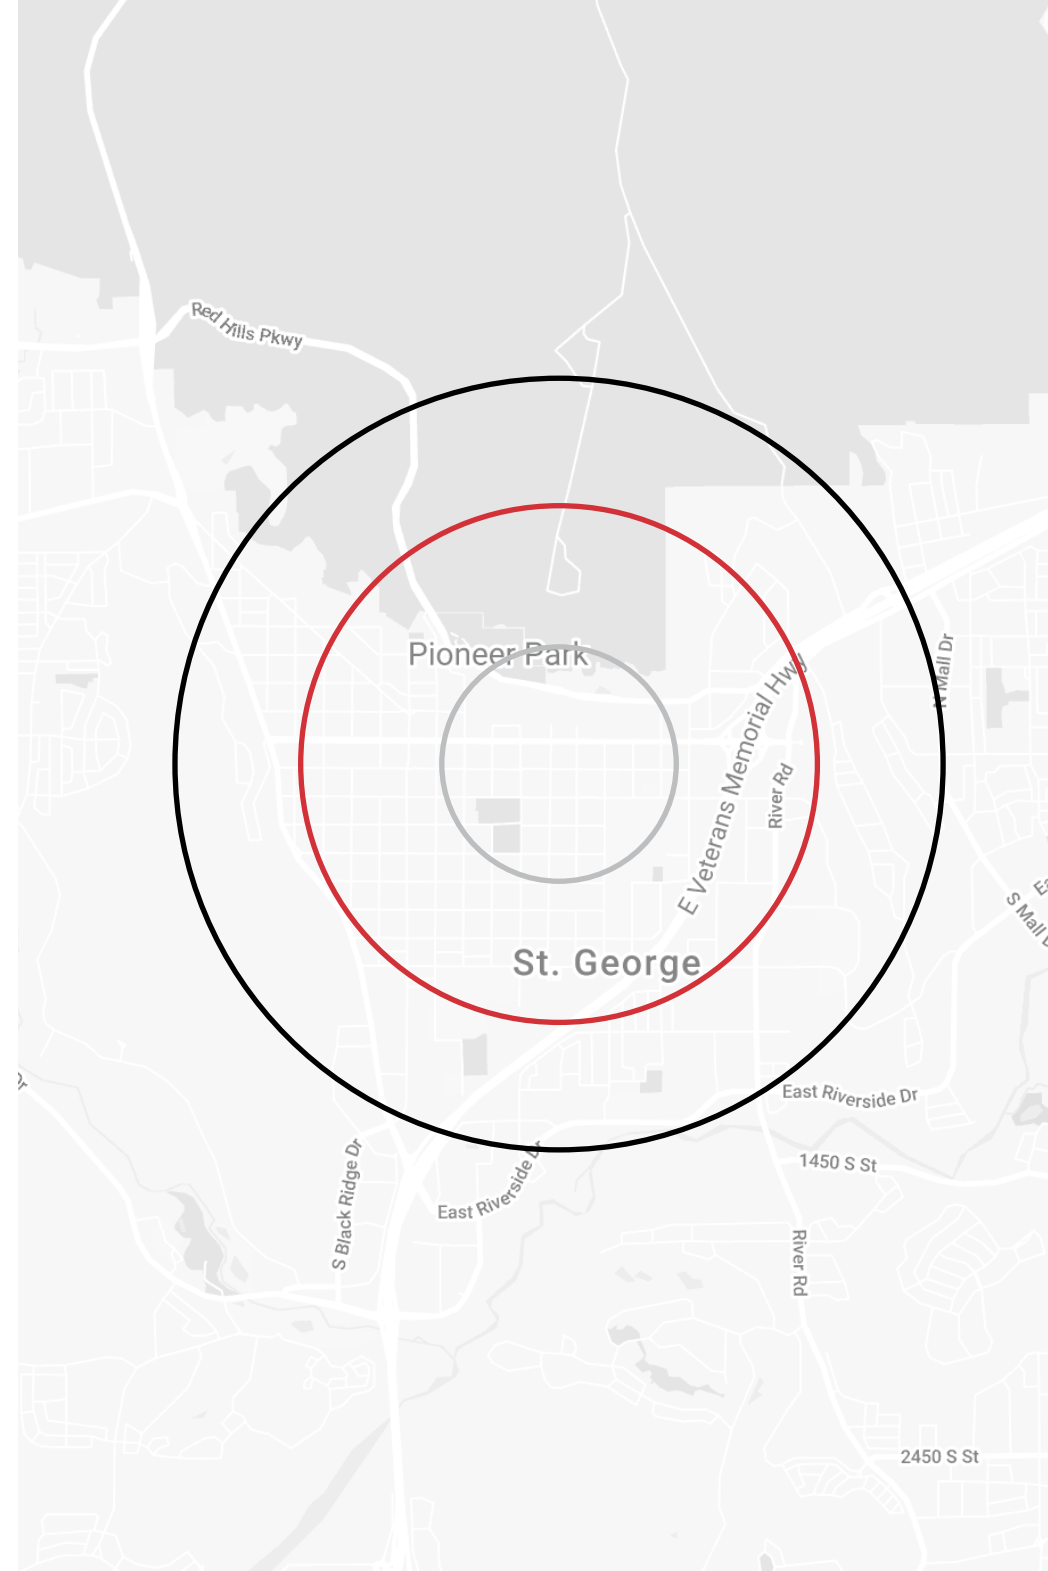 Red Hills Pkwy
Pioneer Park
N Mall Dr
E Veterans Memorial Hwy
River Rd
S Mall
St. George
East Riverside Dr
S Black Ridge Dr
East Riverside Dr
1450 S St
River Rd
2450 S St